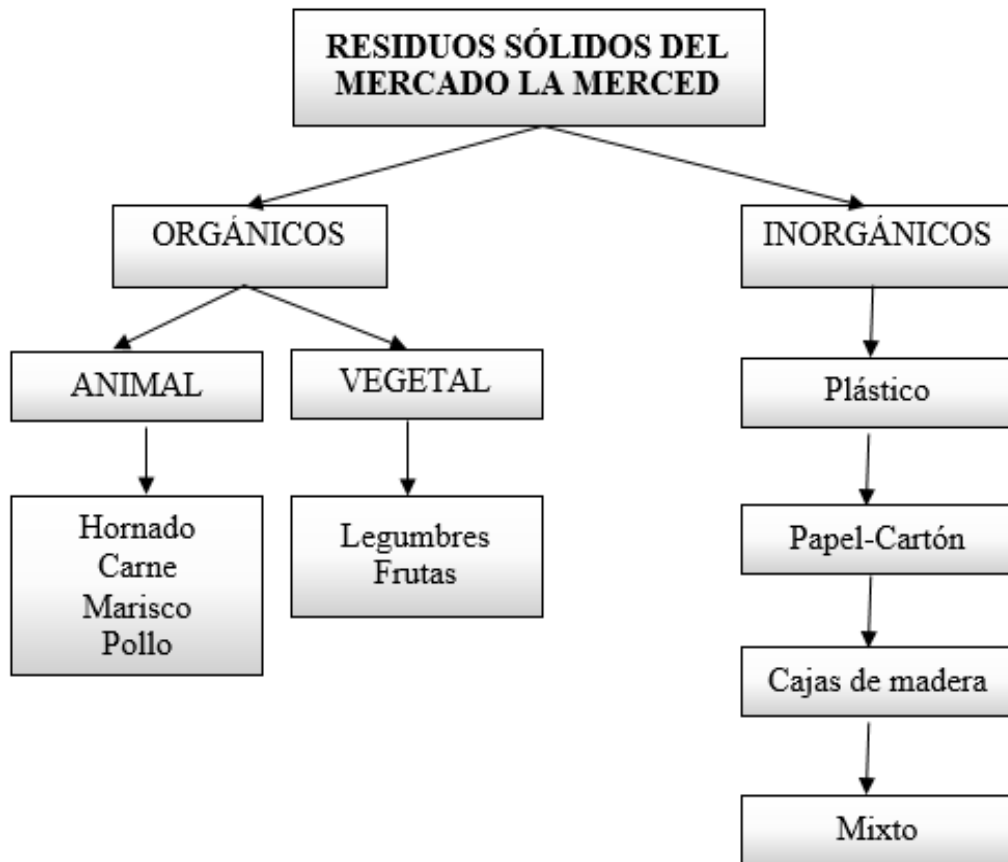 RESIDUOS SÓLIDOS DEL
MERCADO LA MERCED
ORGÁNICOS
INORGÁNICOS
ANIMAL
VEGETAL
Plástico
Hornado
Carne
Marisco
Pollo
Legumbres
Frutas
Papel-Cartón
Cajas de madera
Mixto